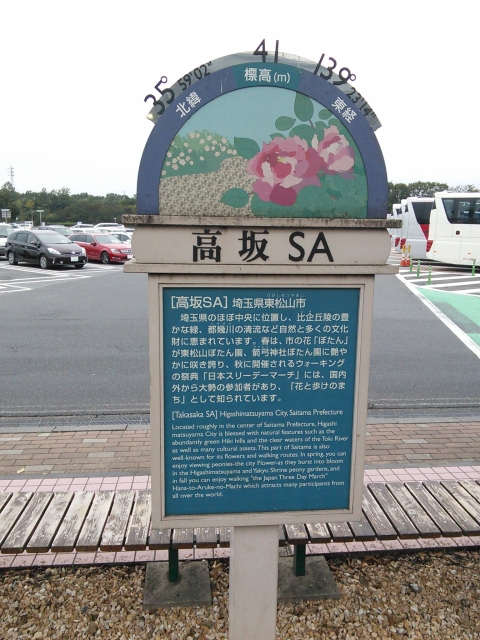 41
標高(m)
35° 59'02"
北緯
139° 23'14"
東経
高坂 SA
[高坂SA] 埼玉県東松山市
埼玉県のほぼ中央に位置し、比企丘陵の豊
かな緑、都幾川の清流など自然と多くの文化
財に恵まれています。春は、市の花「ぼたん」
が東松山ぼたん園、箭弓神社ぼたん園に艶や
かに咲き誇り、秋に開催されるウォーキング
の祭典「日本スリーデーマーチ」には、国内
外から大勢の参加者があり、「花と歩けのま
ち」として知られています。
[Takasaka SA] Higashimatsuyama City, Saitama Prefecture
Located roughly in the center of Saitama Prefecture, Higashi
matsuyama City is blessed with natural features such as the
abundantly green Hiki hills and the clear waters of the Toki River
as well as many cultural assets. This part of Saitama is also
well-known for its flowers and walking routes. In spring, you can
enjoy viewing peonies-the city Flower-as they burst into bloom
in the Higashimatsuyama and Yakyu Shrine peony gardens, and
in fall you can enjoy walking "the Japan Three Day March"
Hana-to-Aruke-no-Machi which attracts many participants from
all over the world.